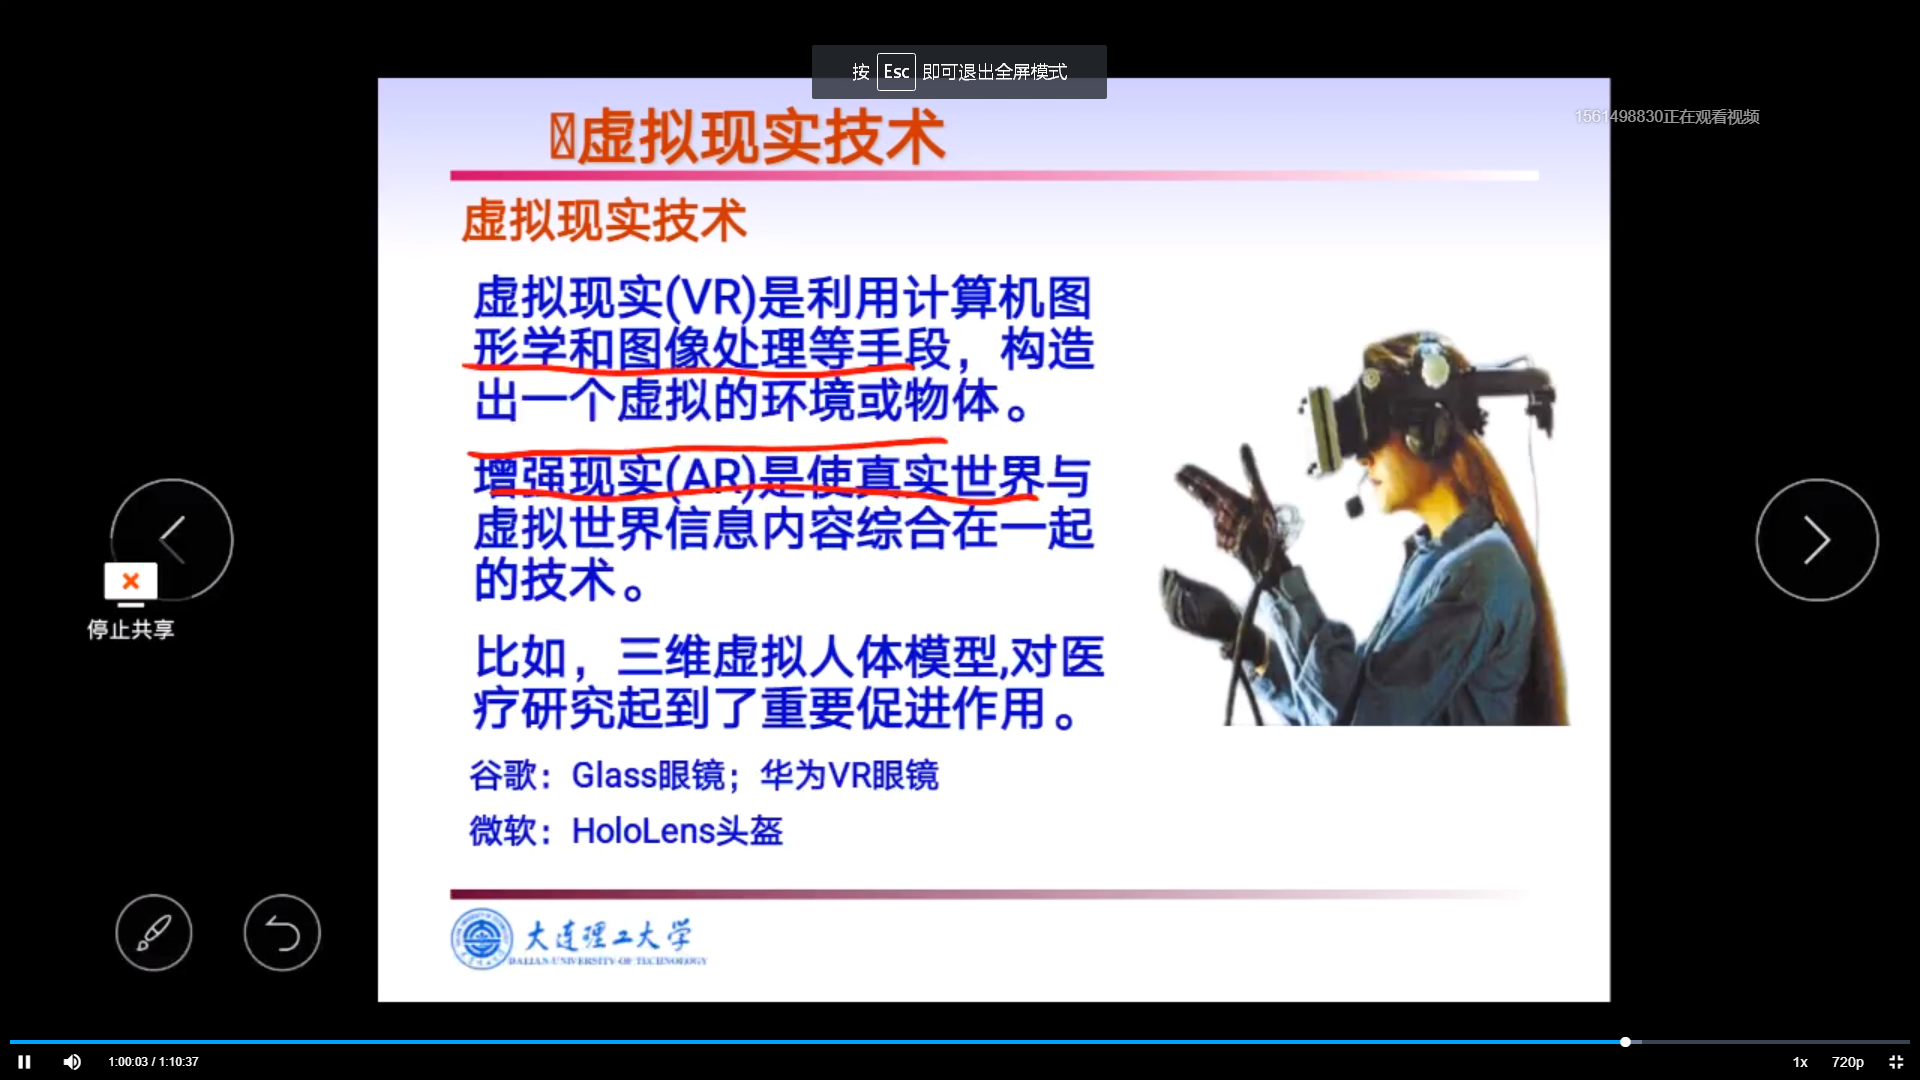 按 Esc 即可退出全屏模式
1561498830正在观看视频
虚拟现实技术
虚拟现实技术
虚拟现实(VR)是利用计算机图
形学和图像处理等手段，构造
出一个虚拟的环境或物体。
增强现实(AR)是使真实世界与
虚拟世界信息内容综合在一起
的技术。
比如，三维虚拟人体模型,对医
疗研究起到了重要促进作用。
谷歌：Glass眼镜；华为VR眼镜
微软：HoloLens头盔
停止共享
大连理工大学
DALIAN UNIVERSITY OF TECHNOLOGY
1:00:03 / 1:10:37
1x
720p